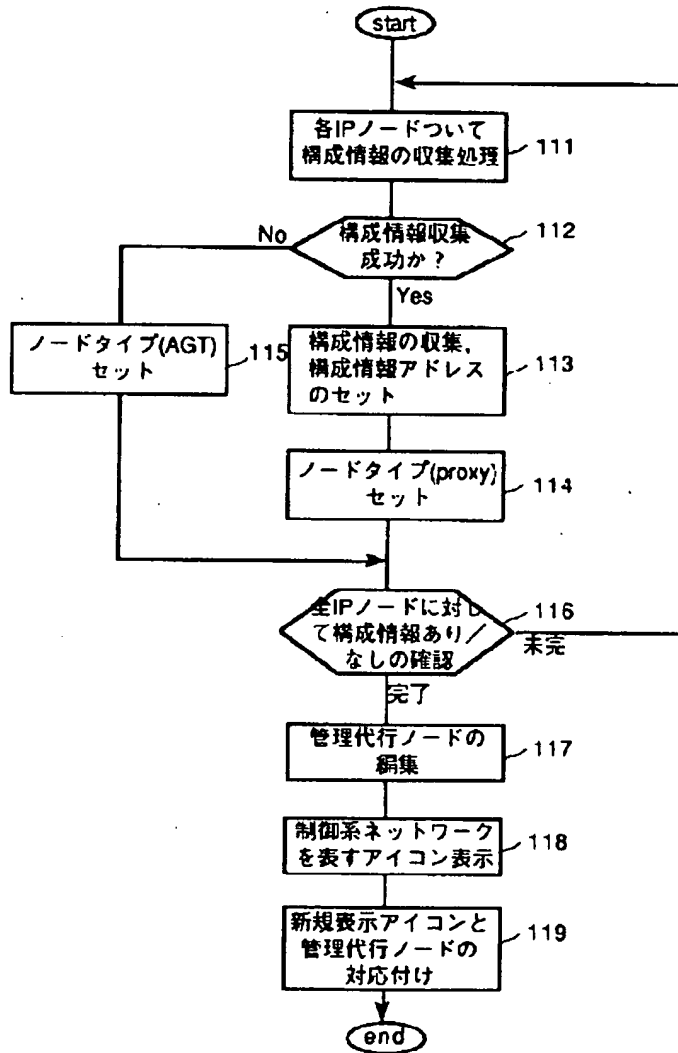 start
各IPノードついて
構成情報の収集処理
111
構成情報収集
成功か？
112
No
Yes
ノードタイプ(AGT)
セット
115
構成情報の収集,
構成情報アドレス
のセット
113
ノードタイプ(proxy)
セット
114
全IPノードに対し
て構成情報あり／
なしの確認
116
未完
完了
管理代行ノードの
編集
117
制御系ネットワーク
を表すアイコン表示
118
新規表示アイコンと
管理代行ノードの
対応付け
119
end